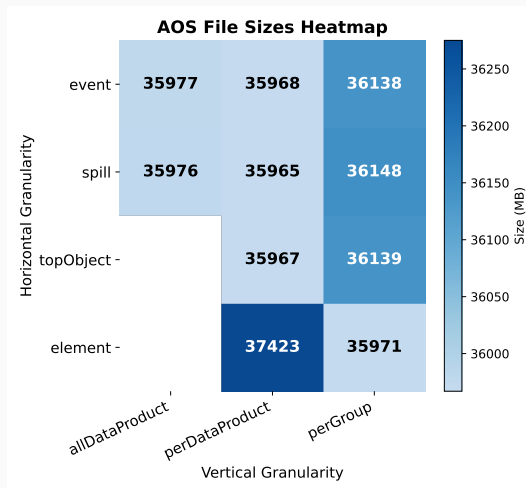 AOS File Sizes Heatmap
event
35977
35968
36138
spill
35976
35965
36148
topObject
35967
36139
element
37423
35971
allDataProduct
perDataProduct
perGroup
Vertical Granularity
Horizontal Granularity
36250
36200
36150
36100
36050
36000
Size (MB)